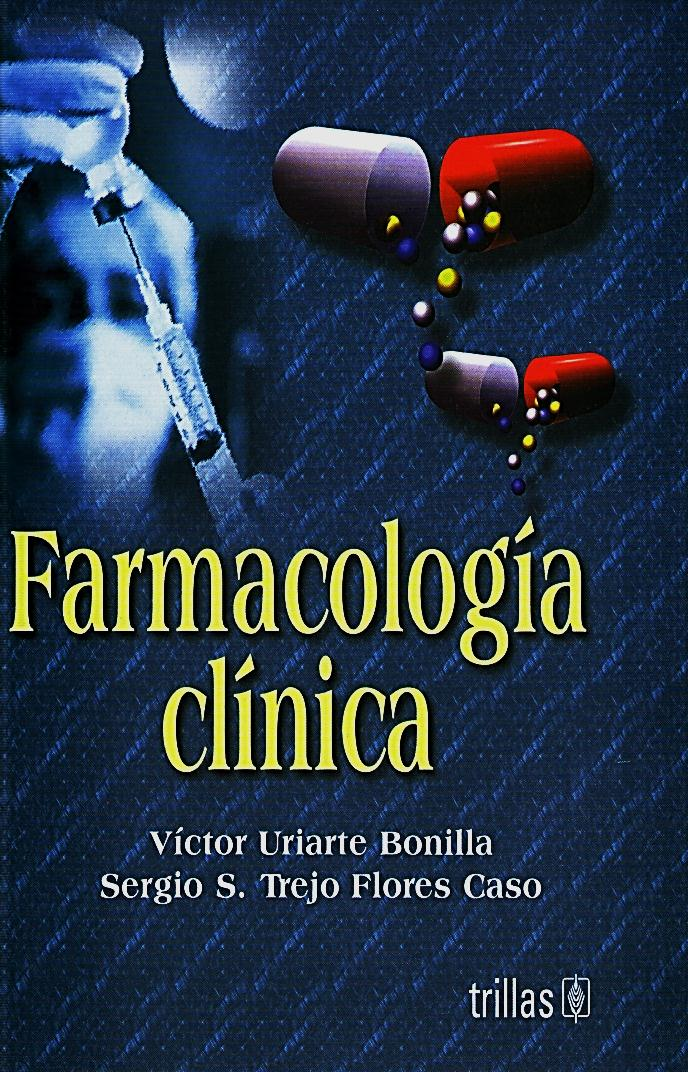 Farmacología
clínica
Víctor Uriarte Bonilla
Sergio S. Trejo Flores Caso
trillas